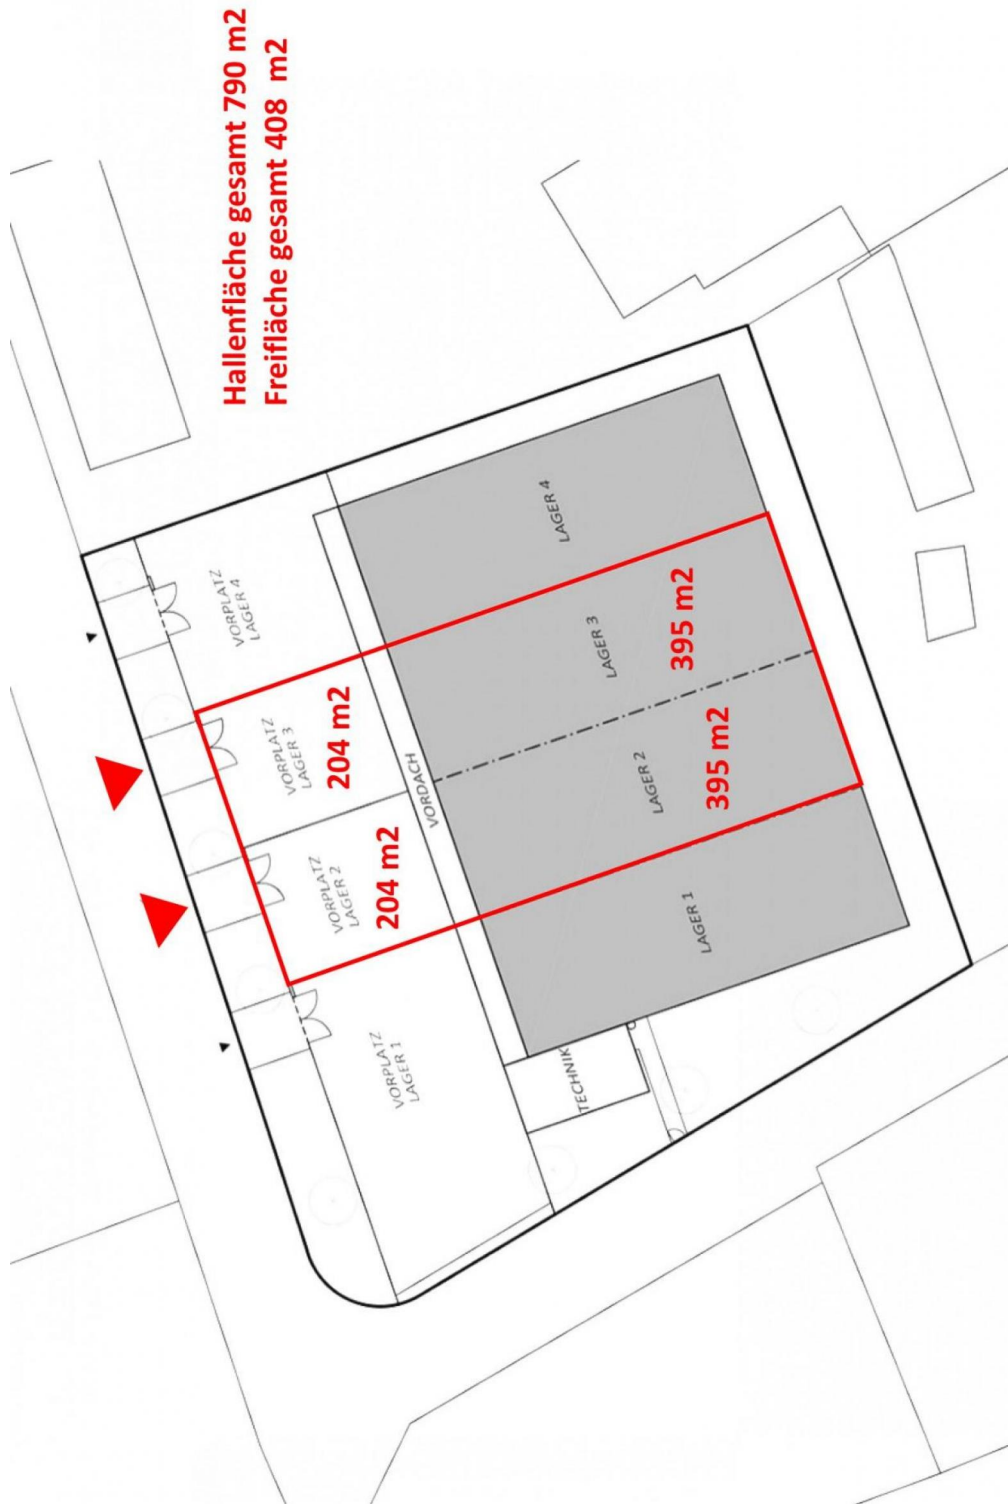 Hallenfläche gesamt 790 m2
Freifläche gesamt 408 m2
VORPLATZ
LAGER 4
VORPLATZ
LAGER 3
204 m2
VORPLATZ
LAGER 2
204 m2
VORPLATZ
LAGER 1
VORDACH
LAGER 4
LAGER 3
395 m2
LAGER 2
395 m2
LAGER 1
TECHNIK